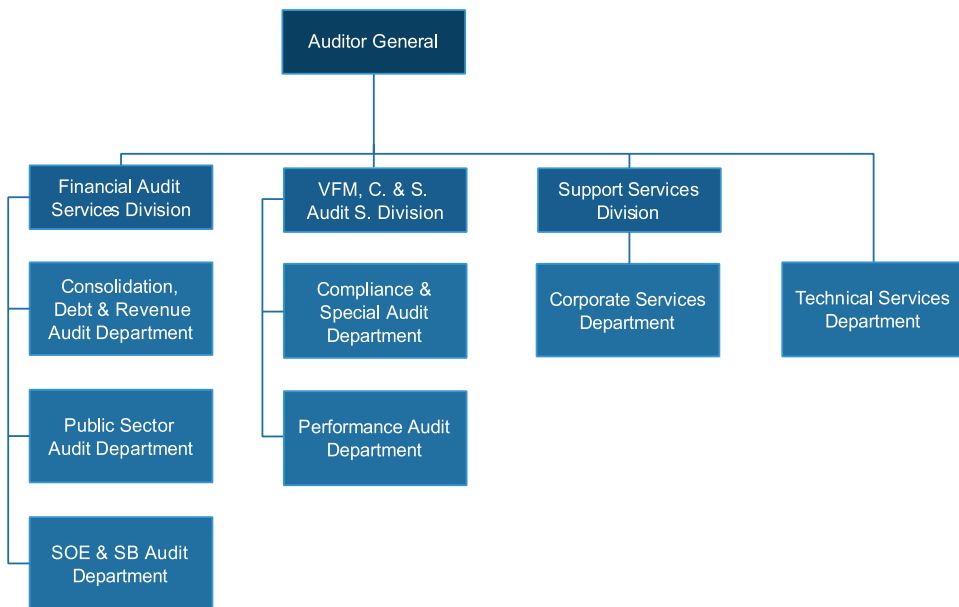 Auditor General
Financial Audit
Services Division
VFM, C. & S.
Audit S. Division
Support Services
Division
Consolidation,
Debt & Revenue
Audit Department
Compliance &
Special Audit
Department
Corporate Services
Department
Technical Services
Department
Public Sector
Audit Department
Performance Audit
Department
SOE & SB Audit
Department